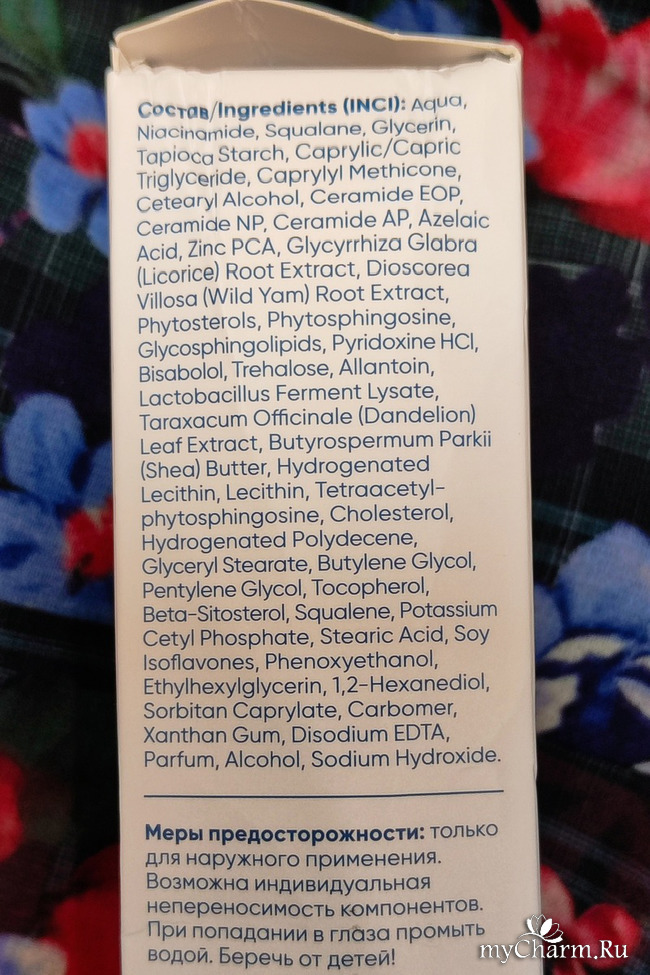 Состав/Ingredients (INCI): Aqua,
Niacinamide, Squalane, Glycerin,
Tapioca Starch, Caprylic/Capric
Triglyceride, Caprylyl Methicone,
Cetearyl Alcohol, Ceramide EOP,
Ceramide NP, Ceramide AP, Azelaic
Acid, Zinc PCA, Glycyrrhiza Glabra
(Licorice) Root Extract, Dioscorea
Villosa (Wild Yam) Root Extract,
Phytosterols, Phytosphingosine,
Glycosphingolipids, Pyridoxine HCl,
Bisabolol, Trehalose, Allantoin,
Lactobacillus Ferment Lysate,
Taraxacum Officinale (Dandelion)
Leaf Extract, Butyrospermum Parkii
(Shea) Butter, Hydrogenated
Lecithin, Lecithin, Tetraacetyl-
phytosphingosine, Cholesterol,
Hydrogenated Polydecene,
Glyceryl Stearate, Butylene Glycol,
Pentylene Glycol, Tocopherol,
Beta-Sitosterol, Squalene, Potassium
Cetyl Phosphate, Stearic Acid, Soy
Isoflavones, Phenoxyethanol,
Ethylhexylglycerin, 1,2-Hexanediol,
Sorbitan Caprylate, Carbomer,
Xanthan Gum, Disodium EDTA,
Parfum, Alcohol, Sodium Hydroxide.
Меры предосторожности: только
для наружного применения.
Возможна индивидуальная
непереносимость компонентов.
При попадании в глаза промыть
водой. Беречь от детей!
myCharm.Ru